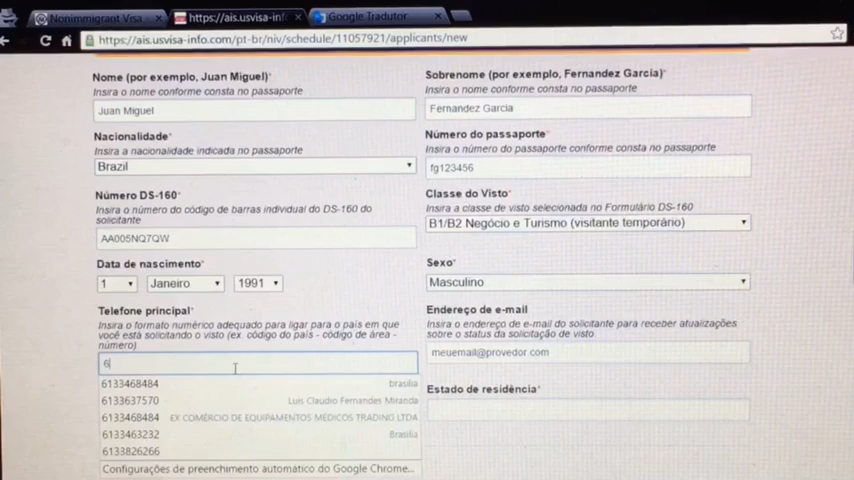 Nonimmigrant Visa
https://ais.usvisa-inf
Google Tradutor
https://ais.usvisa-info.com/pt-br/niv/schedule/11057921/applicants/new
Nome (por exemplo, Juan Miguel)*
Insira o nome conforme consta no passaporte
Juan Miguel
Sobrenome (por exemplo, Fernandez Garcia)*
Insira o nome conforme consta no passaporte
Fernandez Garcia
Nacionalidade*
Insira a nacionalidade indicada no passaporte
Brazil
Número do passaporte*
Insira o número do passaporte conforme consta no passaporte
fg123456
Número DS-160*
Insira o número do código de barras individual do DS-160 do
solicitante
AA005NQ7QW
Classe do Visto*
Insira a classe de visto selecionada no Formulário DS-160
B1/B2 Negócio e Turismo (visitante temporário)
Data de nascimento*
1 Janeiro 1991
Sexo*
Masculino
Telefone principal*
Insira o formato numérico adequado para ligar para o país em que
você está solicitando o visto (ex. código do país - código de área -
número)
6
6133468484 brasilia
6133637570 Luis Claudio Fernandes Miranda
6133468484 EX COMÉRCIO DE EQUIPAMENTOS MÉDICOS TRADING LTDA
6133463232 Brasilia
6133826266
Configurações de preenchimento automático do Google Chrome...
Endereço de e-mail
Insira o endereço de e-mail do solicitante para receber atualizações
sobre o status da solicitação de visto
meuemail@provedor.com
Estado de residência*